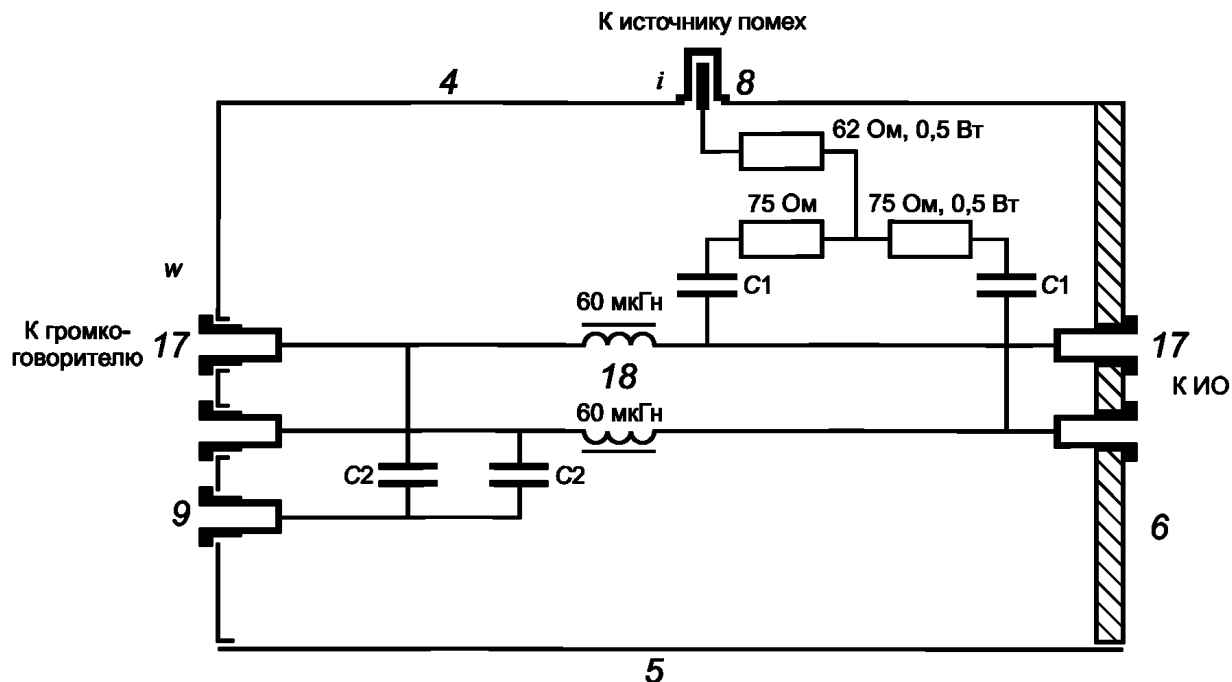 К источнику помех
4
i
8
62 Ом, 0,5 Вт
75 Ом
75 Ом, 0,5 Вт
w
C1
C1
60 мкГн
К громко-
говорителю
17
17
18
К ИО
60 мкГн
C2
C2
9
6
5